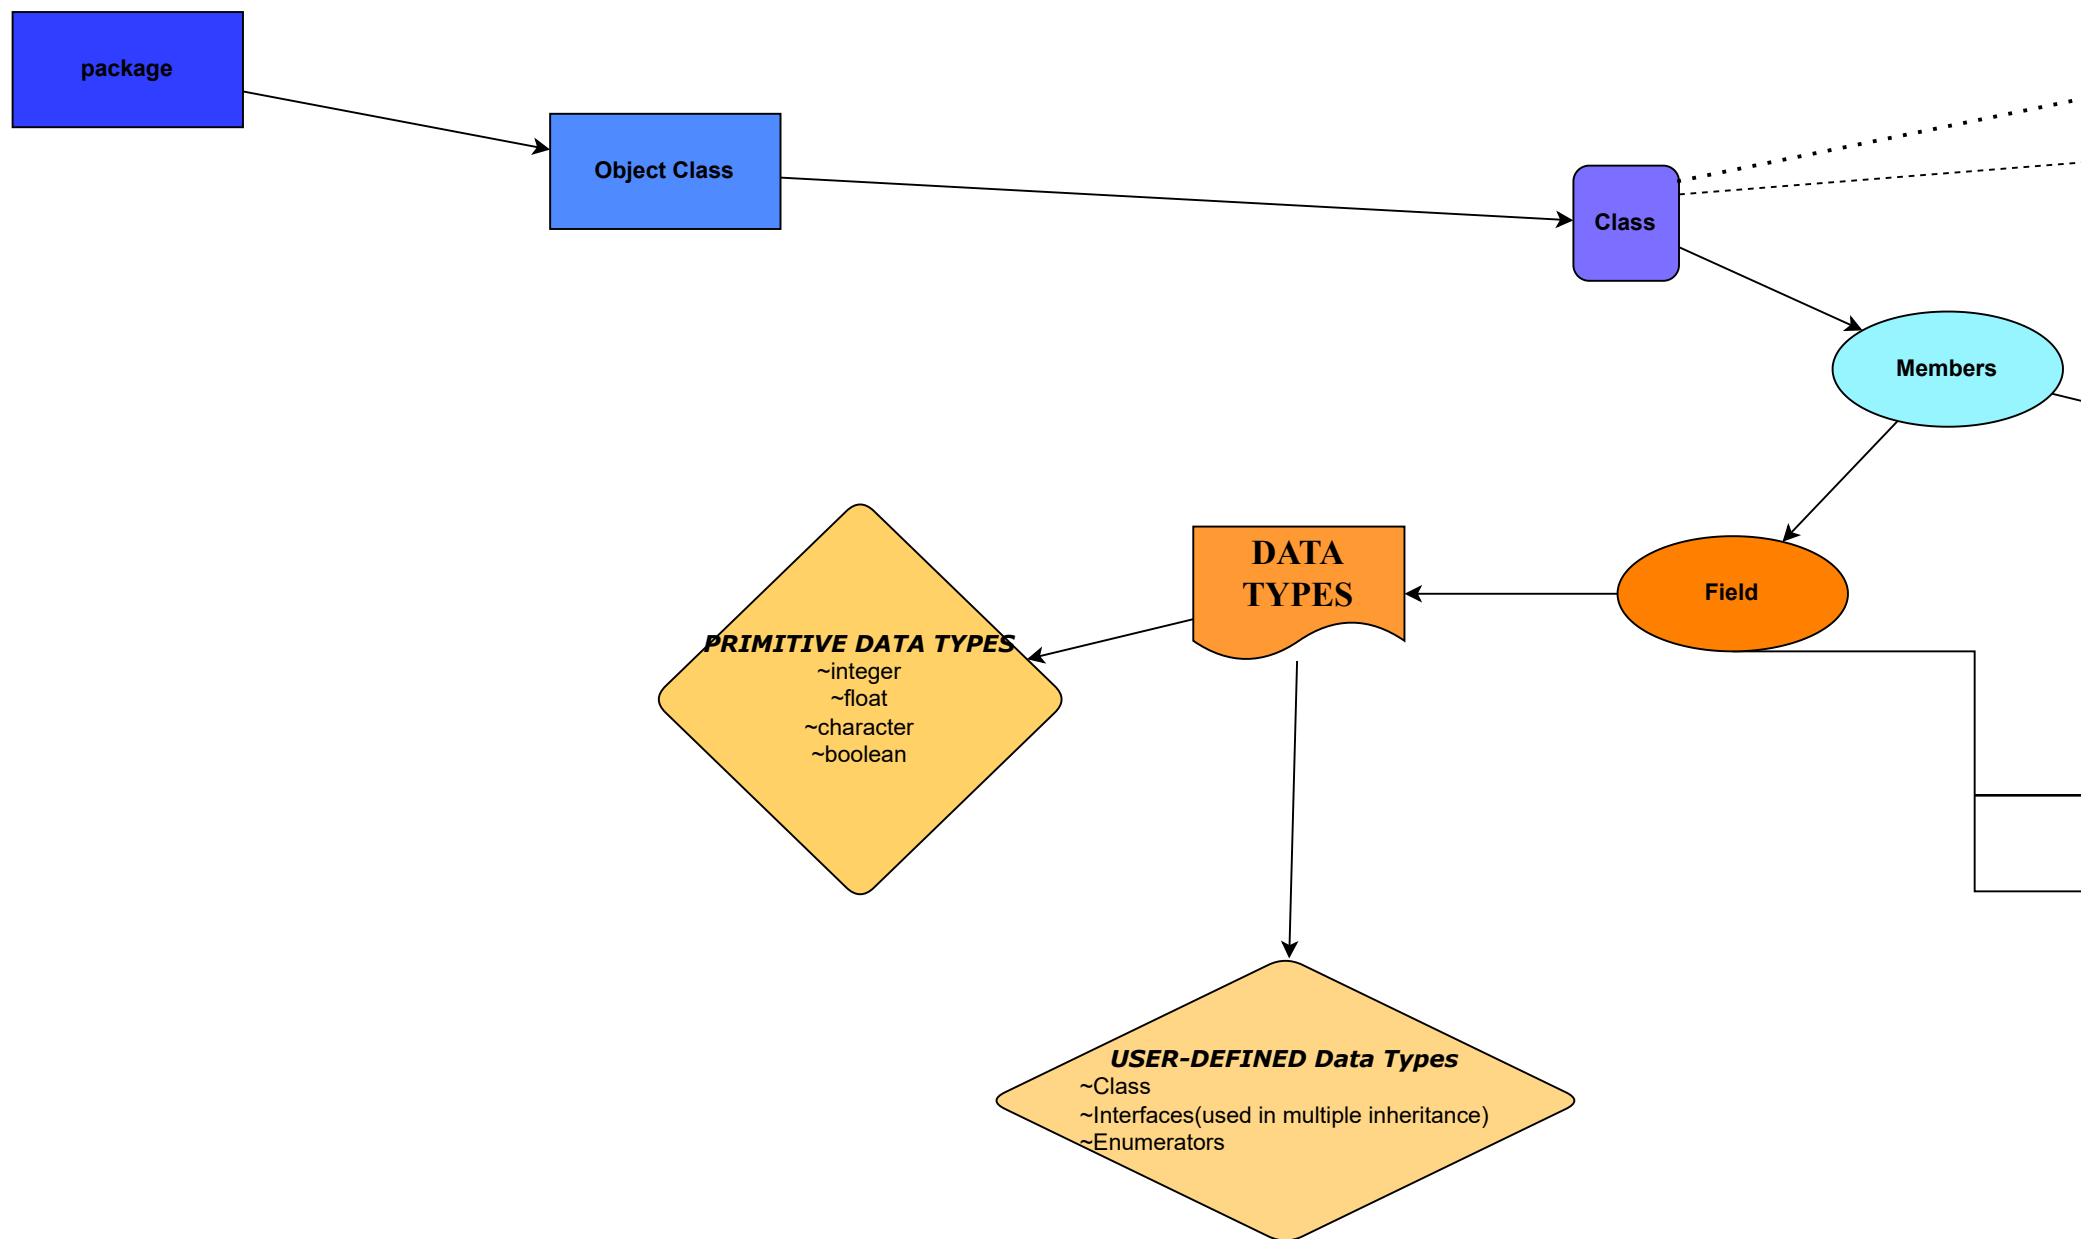 package
Object Class
Class
Members
DATA
TYPES
Field
PRIMITIVE DATA TYPES
~integer
~float
~character
~boolean
USER-DEFINED Data Types
~Class
~Interfaces(used in multiple inheritance)
~Enumerators